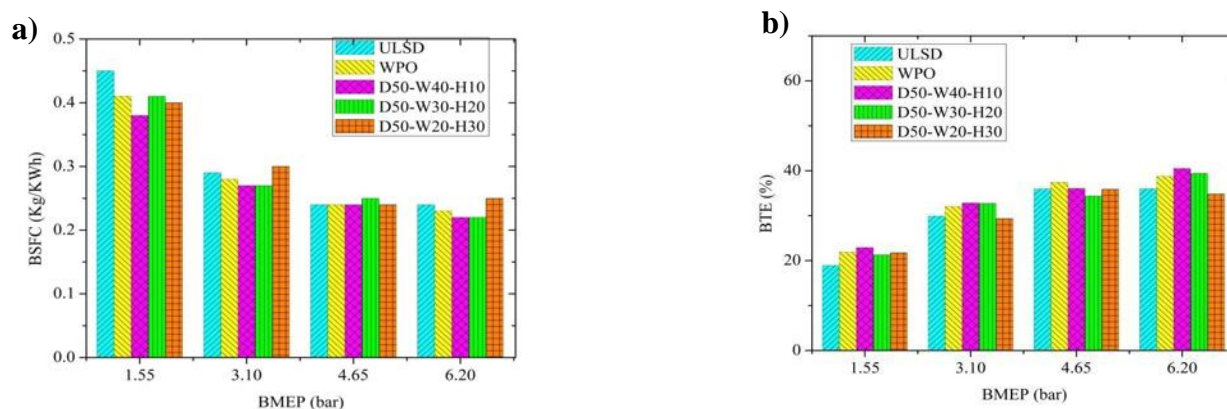 a)
0.5
0.4
0.3
0.2
0.1
0.0
BSFC (Kg/KWh)
ULSD
WPO
D50-W40-H10
D50-W30-H20
D50-W20-H30
1.55 3.10 4.65 6.20
BMEP (bar)
b)
60
40
20
0
BTE (%)
ULSD
WPO
D50-W40-H10
D50-W30-H20
D50-W20-H30
1.55 3.10 4.65 6.20
BMEP (bar)